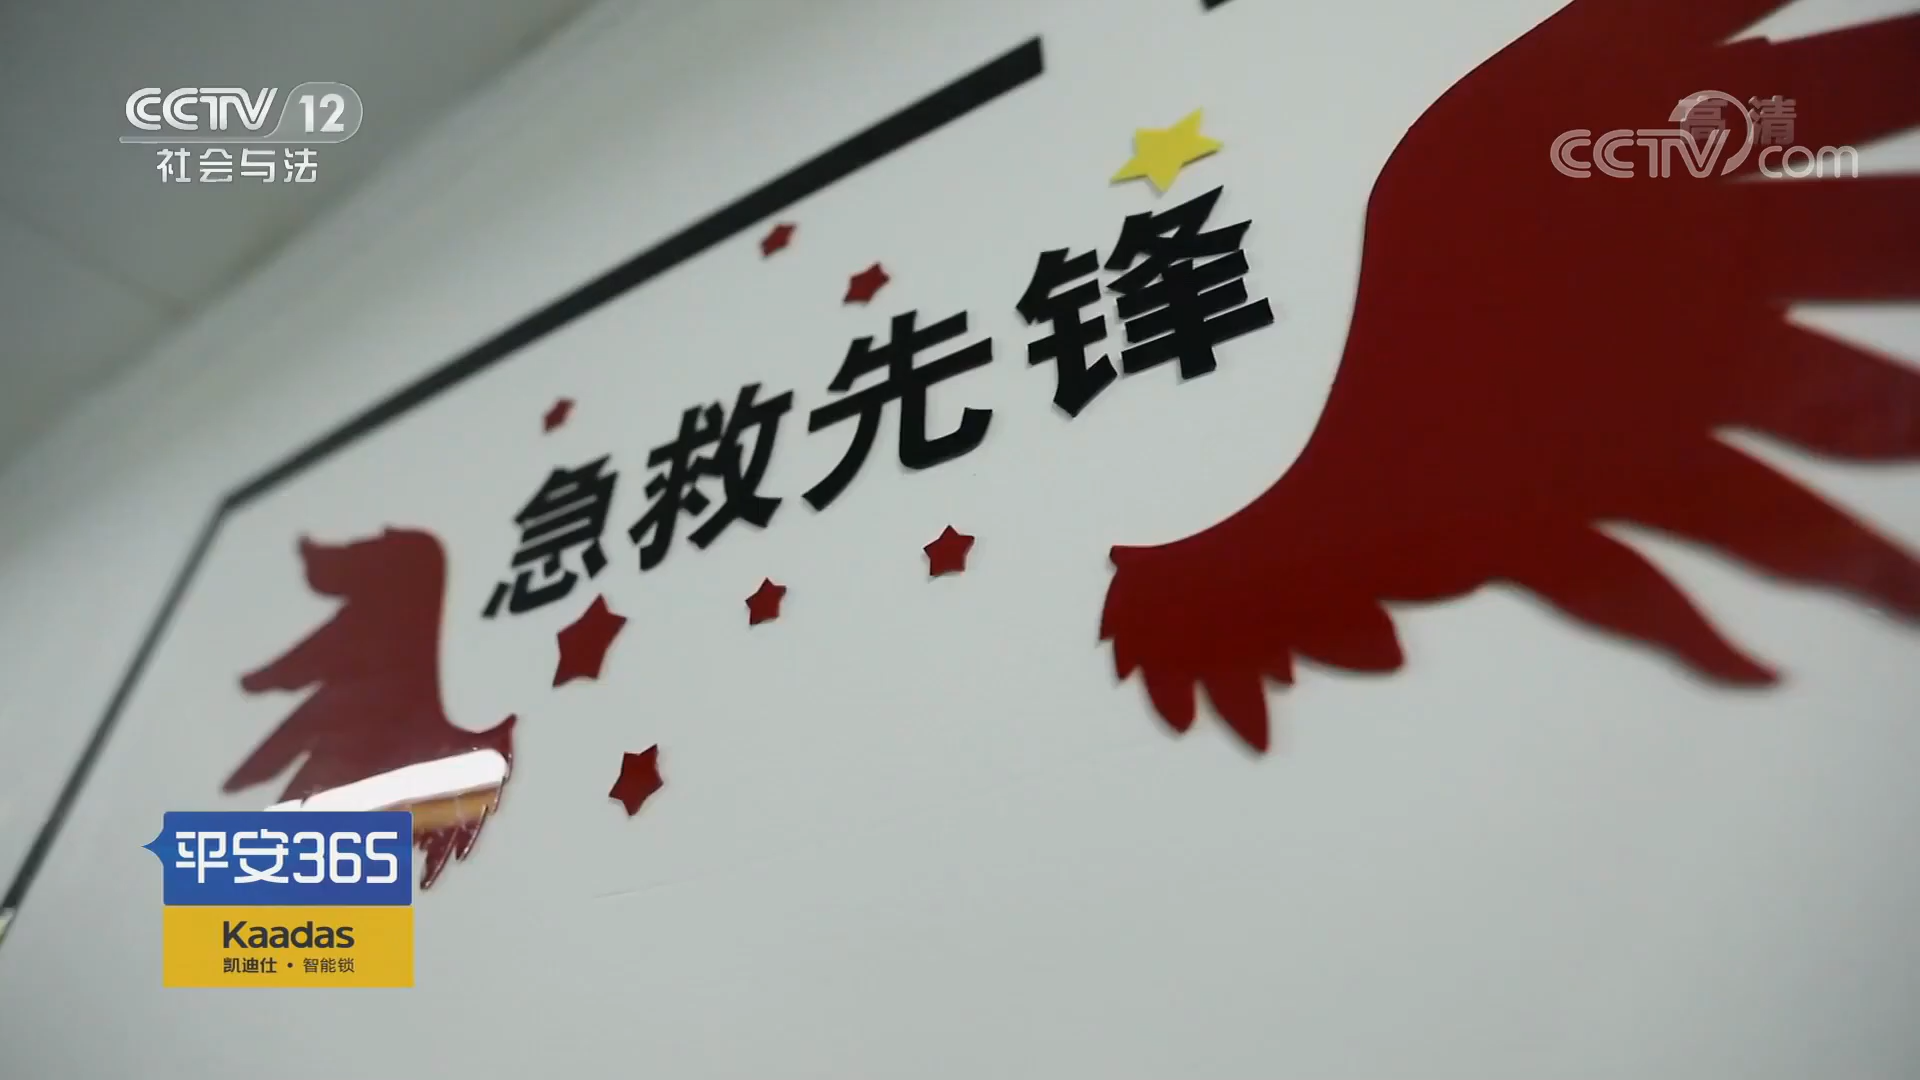 CCTV 12
社会与法
高清
CCTV.com
急救先锋
平安365
Kaadas
凯迪仕·智能锁